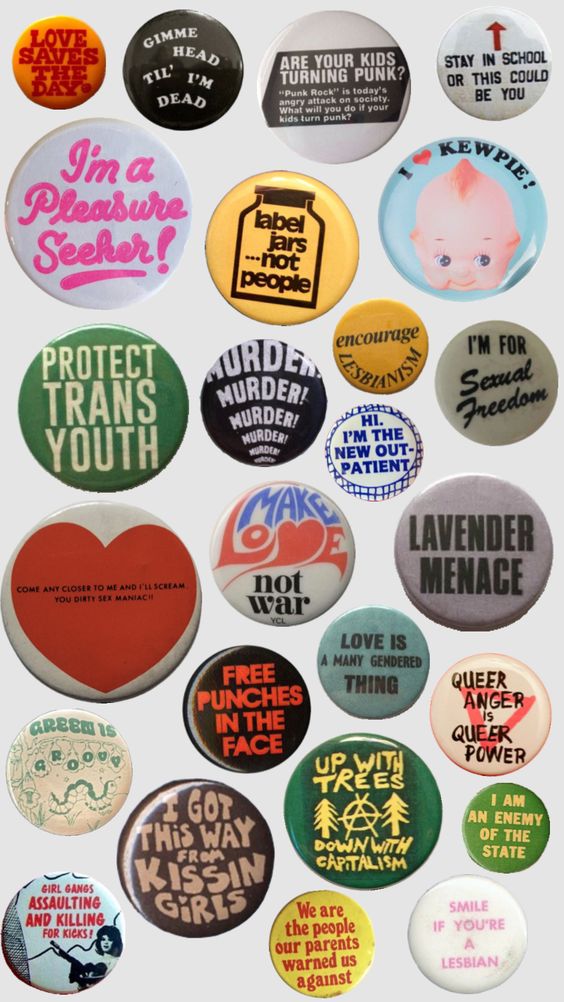 LOVE
SAVES
THE
DAY
GIMME
HEAD
TIL' I'M
DEAD
ARE YOUR KIDS
TURNING PUNK?
"Punk Rock" is today's
angry attack on society.
What will you do if your
kids turn punk?
STAY IN SCHOOL
OR THIS COULD
BE YOU
I'm a
Pleasure
Seeker!
label
jars
...not
people
I ❤ KEWPIE!
encourage
LESBIANISM
I'M FOR
Sexual
Freedom
PROTECT
TRANS
YOUTH
MURDER!
MURDER!
MURDER!
MURDER!
MURDER!
HI.
I'M THE
NEW OUT-
PATIENT
COME ANY CLOSER TO ME AND I'LL SCREAM.
YOU DIRTY SEX MANIAC!!
MAKE
LOVE
not
war
YCL
LAVENDER
MENACE
LOVE IS
A MANY GENDERED
THING
FREE
PUNCHES
IN THE
FACE
QUEER
ANGER
IS
QUEER
POWER
GREEN IS
GROOVY
UP WITH
TREES
DOWN WITH
CAPITALISM
I AM
AN ENEMY
OF THE
STATE
I GOT
THIS WAY
FROM
KISSIN
GIRLS
GIRL GANGS
ASSAULTING
AND KILLING
FOR KICKS!
We are
the people
our parents
warned us
against
SMILE
IF YOU'RE
A
LESBIAN